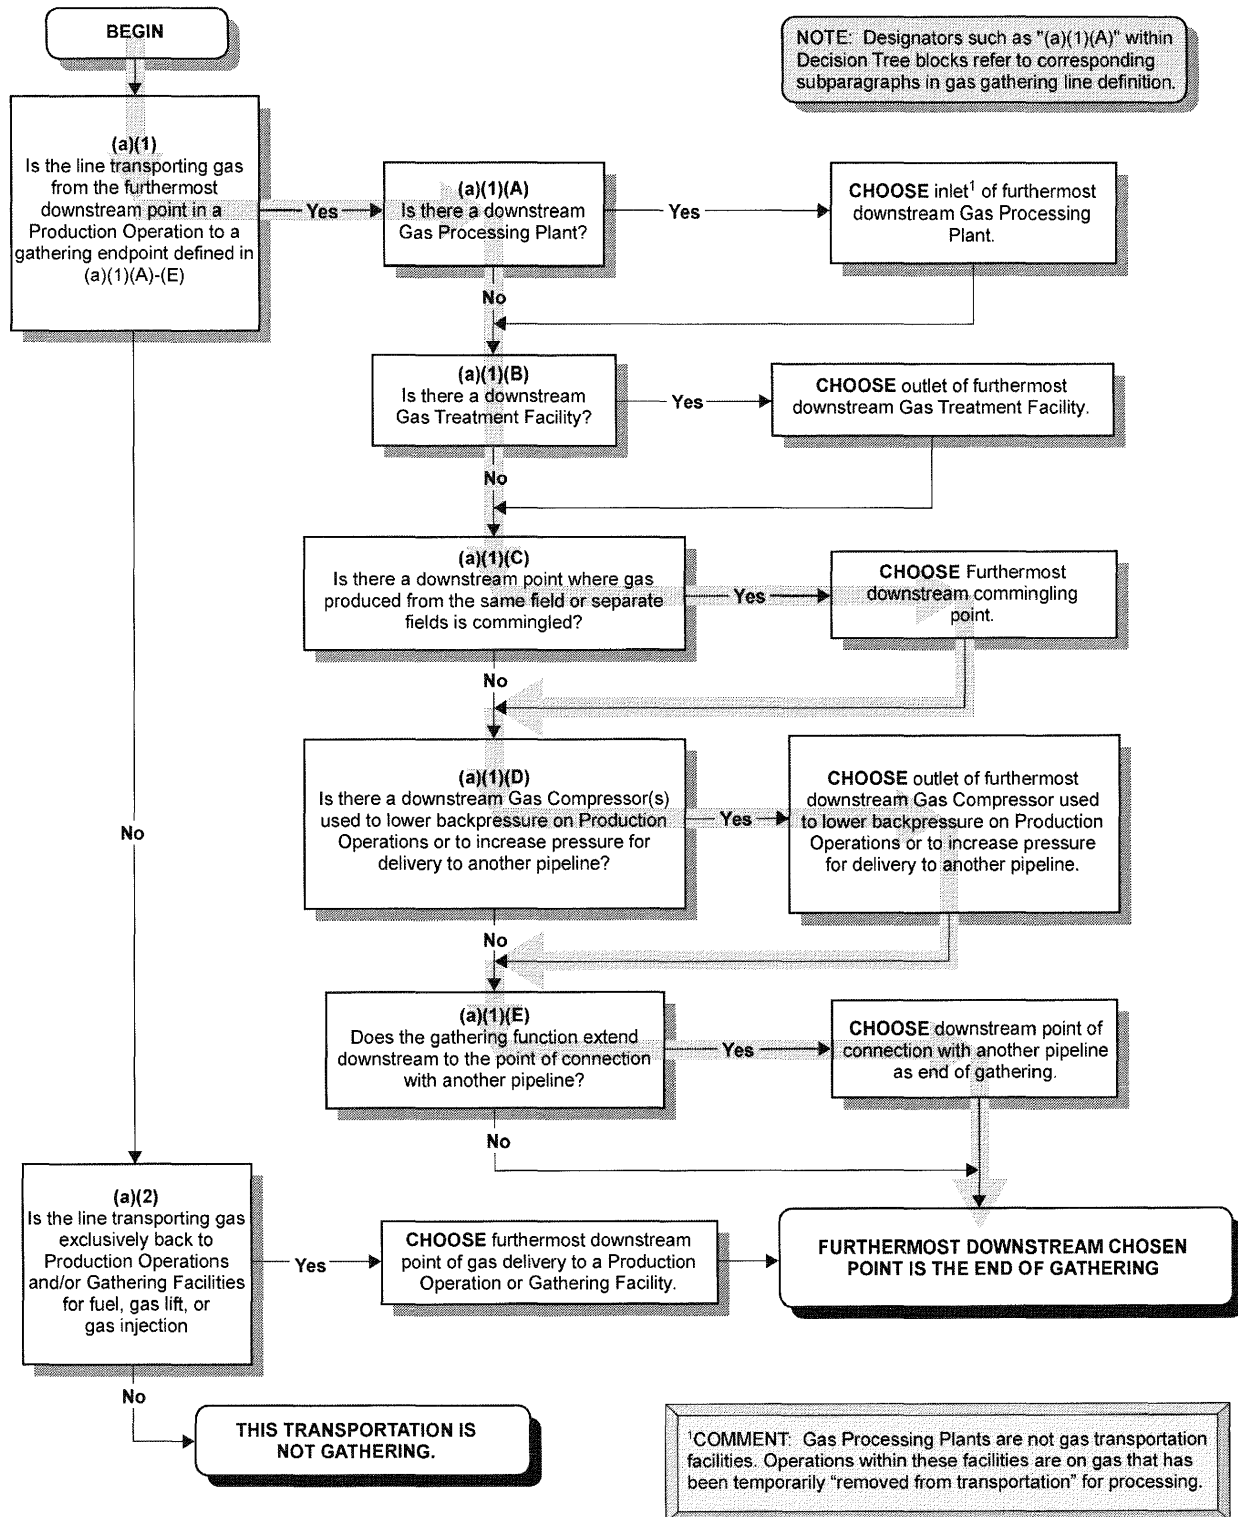 BEGIN
NOTE: Designators such as "(a)(1)(A)" within
Decision Tree blocks refer to corresponding
subparagraphs in gas gathering line definition.
(a)(1)
Is the line transporting gas
from the furthermost
downstream point in a
Production Operation to a
gathering endpoint defined in
(a)(1)(A)-(E)
Yes
(a)(1)(A)
Is there a downstream
Gas Processing Plant?
Yes
CHOOSE inlet¹ of furthermost
downstream Gas Processing
Plant.
No
(a)(1)(B)
Is there a downstream
Gas Treatment Facility?
Yes
CHOOSE outlet of furthermost
downstream Gas Treatment Facility.
No
(a)(1)(C)
Is there a downstream point where gas
produced from the same field or separate
fields is commingled?
Yes
CHOOSE Furthermost
downstream commingling
point.
No
(a)(1)(D)
Is there a downstream Gas Compressor(s)
used to lower backpressure on Production
Operations or to increase pressure for
delivery to another pipeline?
Yes
CHOOSE outlet of furthermost
downstream Gas Compressor used
to lower backpressure on Production
Operations or to increase pressure
for delivery to another pipeline.
No
No
(a)(1)(E)
Does the gathering function extend
downstream to the point of connection
with another pipeline?
Yes
CHOOSE downstream point of
connection with another pipeline
as end of gathering.
No
(a)(2)
Is the line transporting gas
exclusively back to
Production Operations
and/or Gathering Facilities
for fuel, gas lift, or
gas injection
Yes
CHOOSE furthermost downstream
point of gas delivery to a Production
Operation or Gathering Facility.
FURTHERMOST DOWNSTREAM CHOSEN
POINT IS THE END OF GATHERING
No
THIS TRANSPORTATION IS
NOT GATHERING.
¹COMMENT: Gas Processing Plants are not gas transportation
facilities. Operations within these facilities are on gas that has
been temporarily “removed from transportation” for processing.